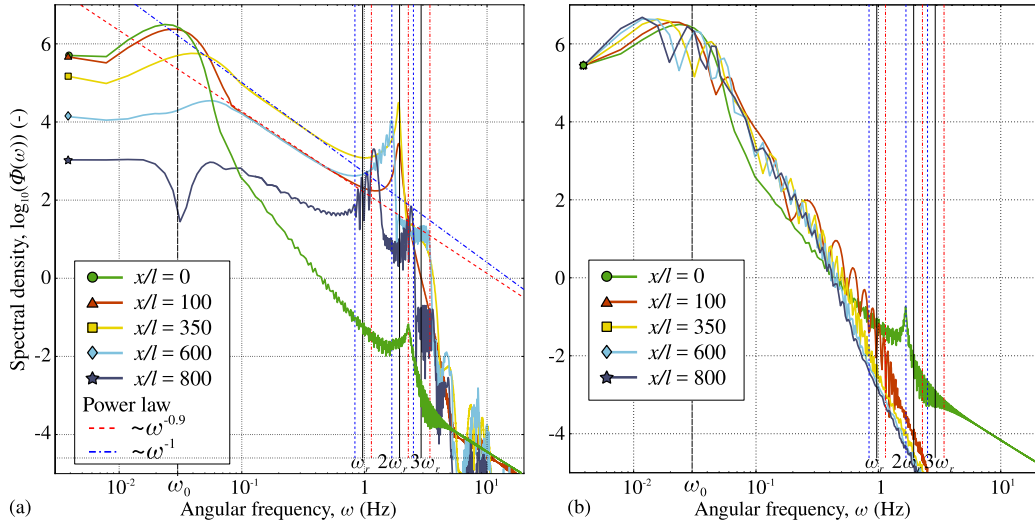 Spectral density, log₁₀(Φ(ω)) (-)
6
4
2
0
-2
-4
x/l = 0
x/l = 100
x/l = 350
x/l = 600
x/l = 800
Power law
~ω⁻⁰·⁹
~ω⁻¹
ωᵣ 2ωᵣ 3ωᵣ
10⁻² ω₀ 10⁻¹ 1 10
(a) Angular frequency, ω (Hz)
6
4
2
0
-2
-4
x/l = 0
x/l = 100
x/l = 350
x/l = 600
x/l = 800
ωᵣ 2ωᵣ 3ωᵣ
10⁻² ω₀ 10⁻¹ 1 10
(b) Angular frequency, ω (Hz)